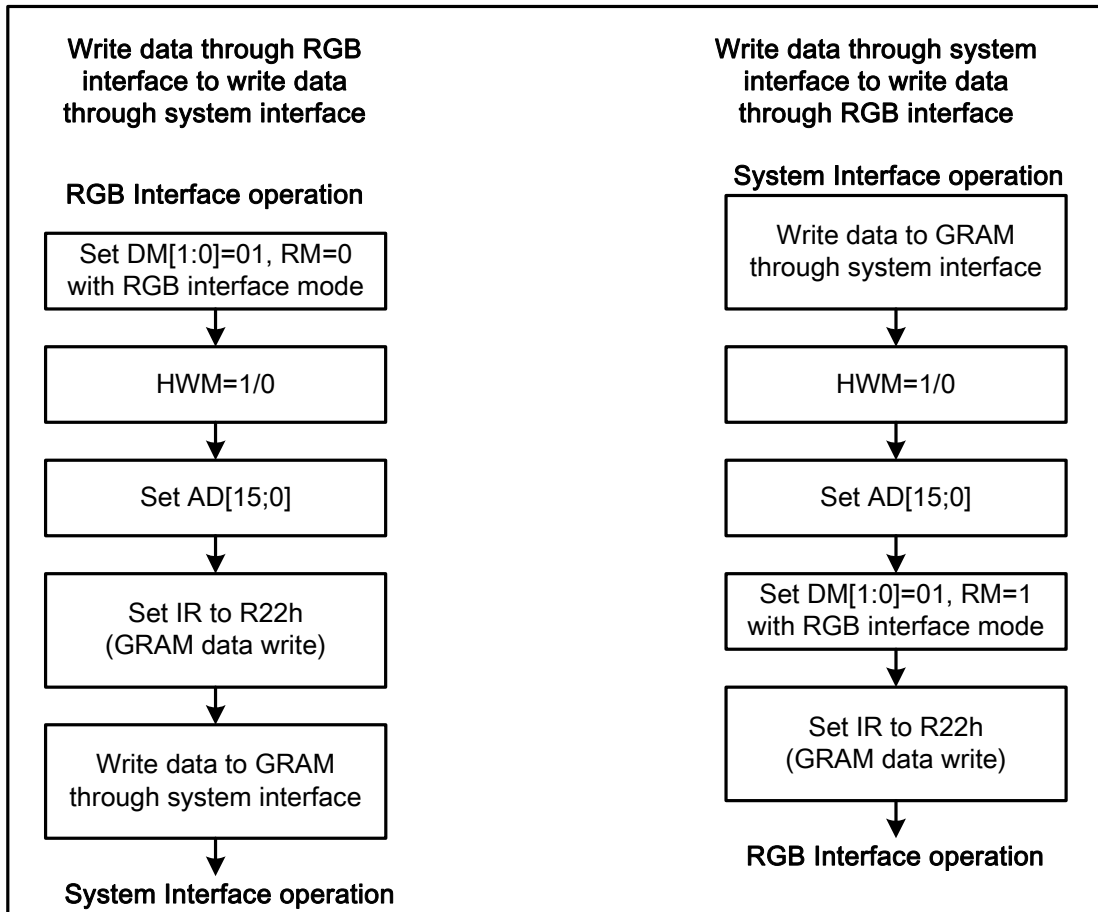 Write data through RGB
interface to write data
through system interface
RGB Interface operation
Set DM[1:0]=01, RM=0
with RGB interface mode
HWM=1/0
Set AD[15;0]
Set IR to R22h
(GRAM data write)
Write data to GRAM
through system interface
System Interface operation
Write data through system
interface to write data
through RGB interface
System Interface operation
Write data to GRAM
through system interface
HWM=1/0
Set AD[15;0]
Set DM[1:0]=01, RM=1
with RGB interface mode
Set IR to R22h
(GRAM data write)
RGB Interface operation